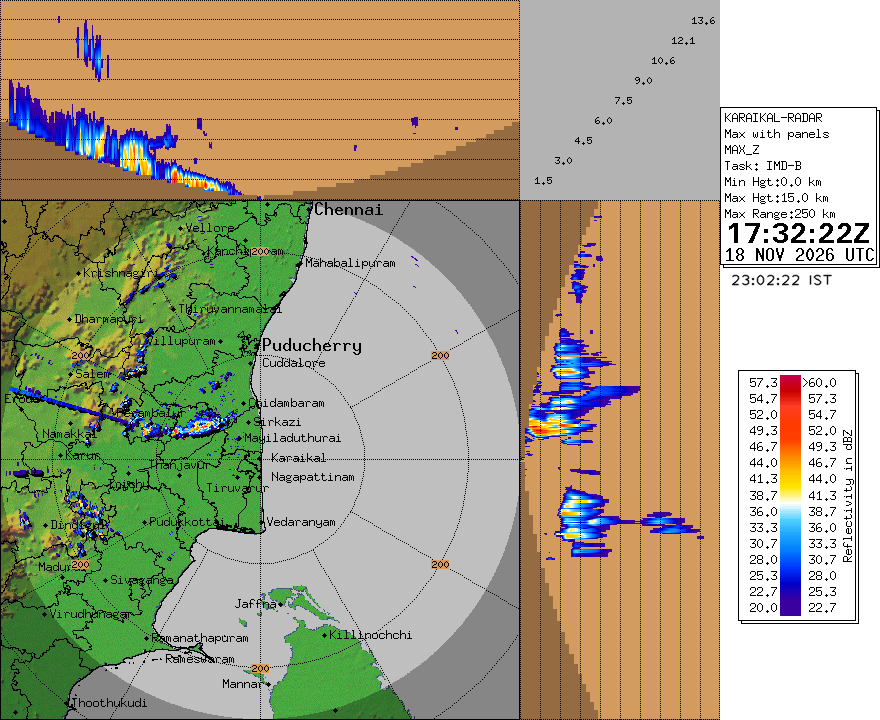 13.6
12.1
10.6
9.0
7.5
6.0
4.5
3.0
1.5
KARAIKAL-RADAR
Max with panels
MAX_Z
Task: IMD-B
Min Hgt:0.0 km
Max Hgt:15.0 km
Max Range:250 km
17:32:22Z
18 NOV 2026 UTC
23:02:22 IST
Chennai
Vellore
200
Mahabalipuram
Krishnagiri
Thiruvannamalai
Dharmapuri
Villupuram
Puducherry
200
200
Cuddalore
Salem
Erode
Chidambaram
Perambalur
Sirkazi
Namakkal
Mayiladuthurai
Karur
Karaikal
Thanjavur
Nagapattinam
Tiruvarur
Pudukkottai
Vedaranyam
200
200
Sivaganga
Jaffna
Virudhunagar
Killinochchi
Ramanathapuram
Rameswaram
200
Mannar
Thoothukudi
57.3 >60.0
54.7 57.3
52.0 54.7
49.3 52.0
46.7 49.3
44.0 46.7
41.3 44.0
38.7 41.3
36.0 38.7
33.3 36.0
30.7 33.3
28.0 30.7
25.3 28.0
22.7 25.3
20.0 22.7
Reflectivity in dBZ